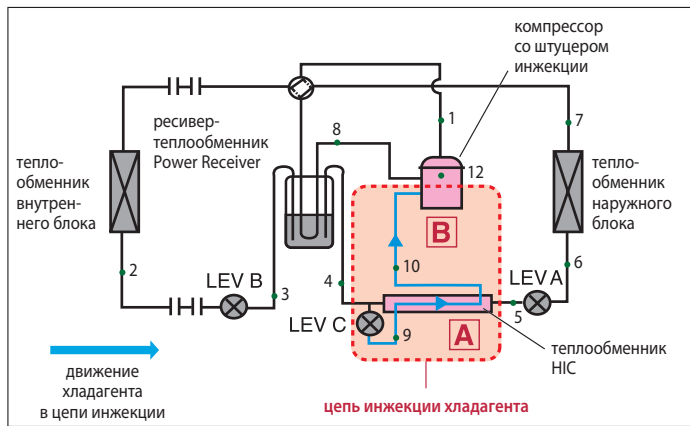 компрессор
со штуцером
инжекции
1
7
8
ресивер-
теплообменник
Power Receiver
тепло-
обменник
внутрен-
него блока
12
тепло-
обменник
наружного
блока
B
2
LEV B
3
4
10
LEV A
6
5
LEV C
9
A
теплообменник
HIC
движение
хладагента
в цепи инжекции
цепь инжекции хладагента